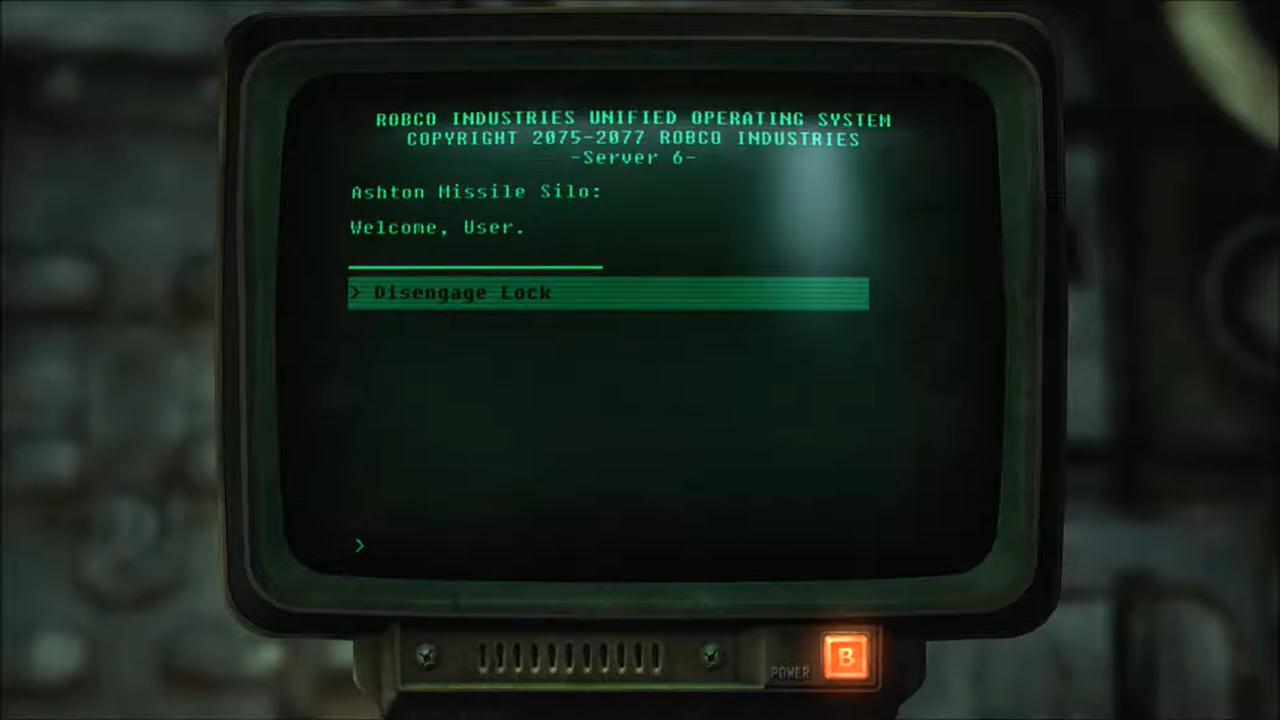 ROBCO INDUSTRIES UNIFIED OPERATING SYSTEM
COPYRIGHT 2075-2077 ROBCO INDUSTRIES
-Server 6-
Ashton Missile Silo:
Welcome, User.
> Disengage Lock
>
POWER B